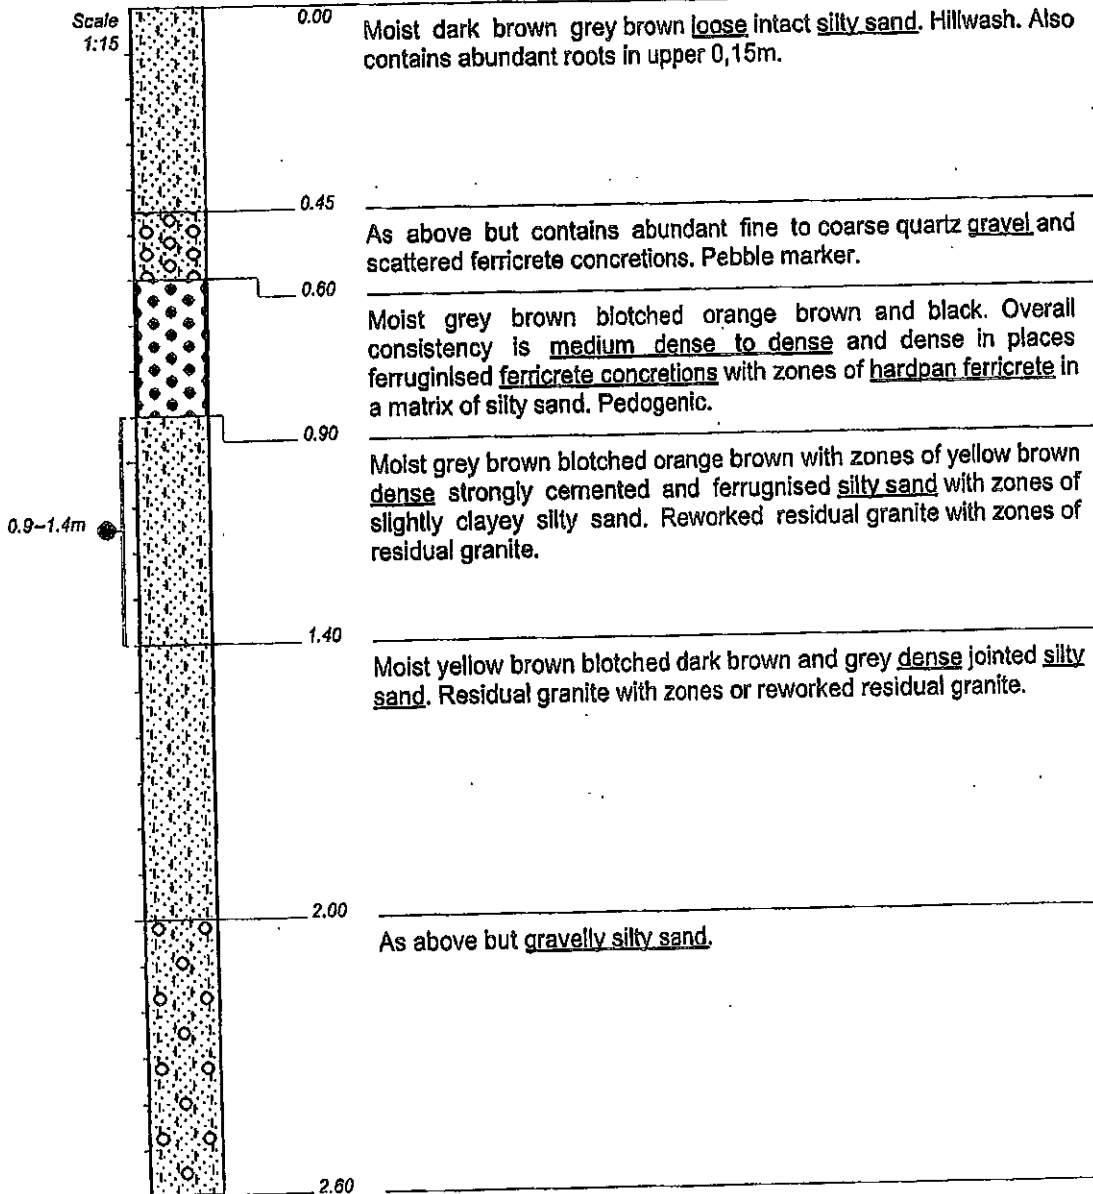 Scale
1:15
0.00
Moist dark brown grey brown loose intact silty sand. Hillwash. Also
contains abundant roots in upper 0,15m.
0.45
As above but contains abundant fine to coarse quartz gravel and
scattered ferricrete concretions. Pebble marker.
0.60
Moist grey brown blotched orange brown and black. Overall
consistency is medium dense to dense and dense in places
ferruginised ferricrete concretions with zones of hardpan ferricrete in
a matrix of silty sand. Pedogenic.
0.90
Moist grey brown blotched orange brown with zones of yellow brown
dense strongly cemented and ferrugnised silty sand with zones of
slightly clayey silty sand. Reworked residual granite with zones of
residual granite.
0.9–1.4m
1.40
Moist yellow brown blotched dark brown and grey dense jointed silty
sand. Residual granite with zones or reworked residual granite.
2.00
As above but gravelly silty sand.
2.60